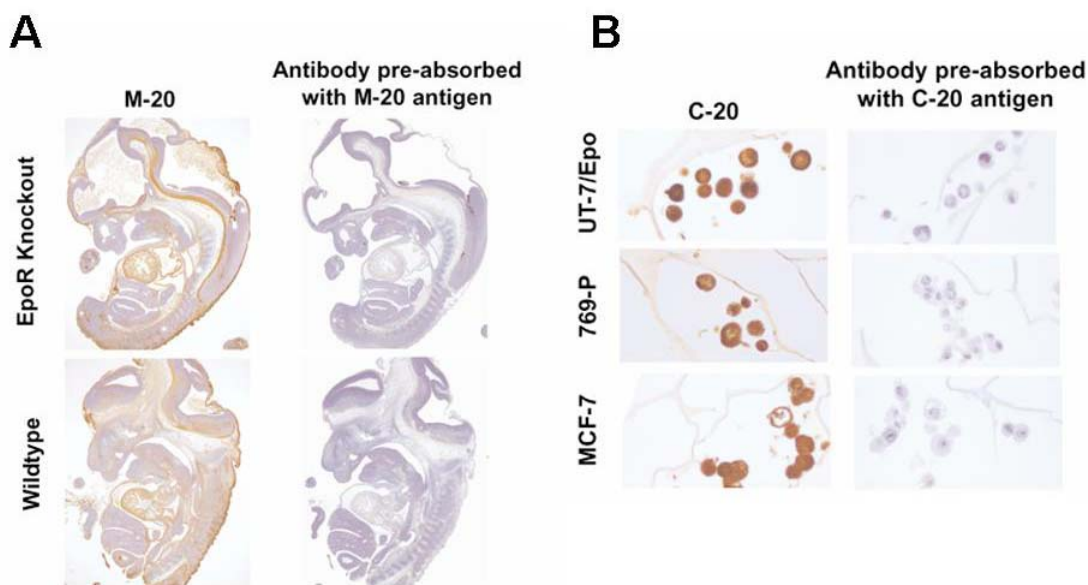 A
M-20
Antibody pre-absorbed
with M-20 antigen
EpoR Knockout
Wildtype
B
C-20
Antibody pre-absorbed
with C-20 antigen
UT-7/Epo
769-P
MCF-7